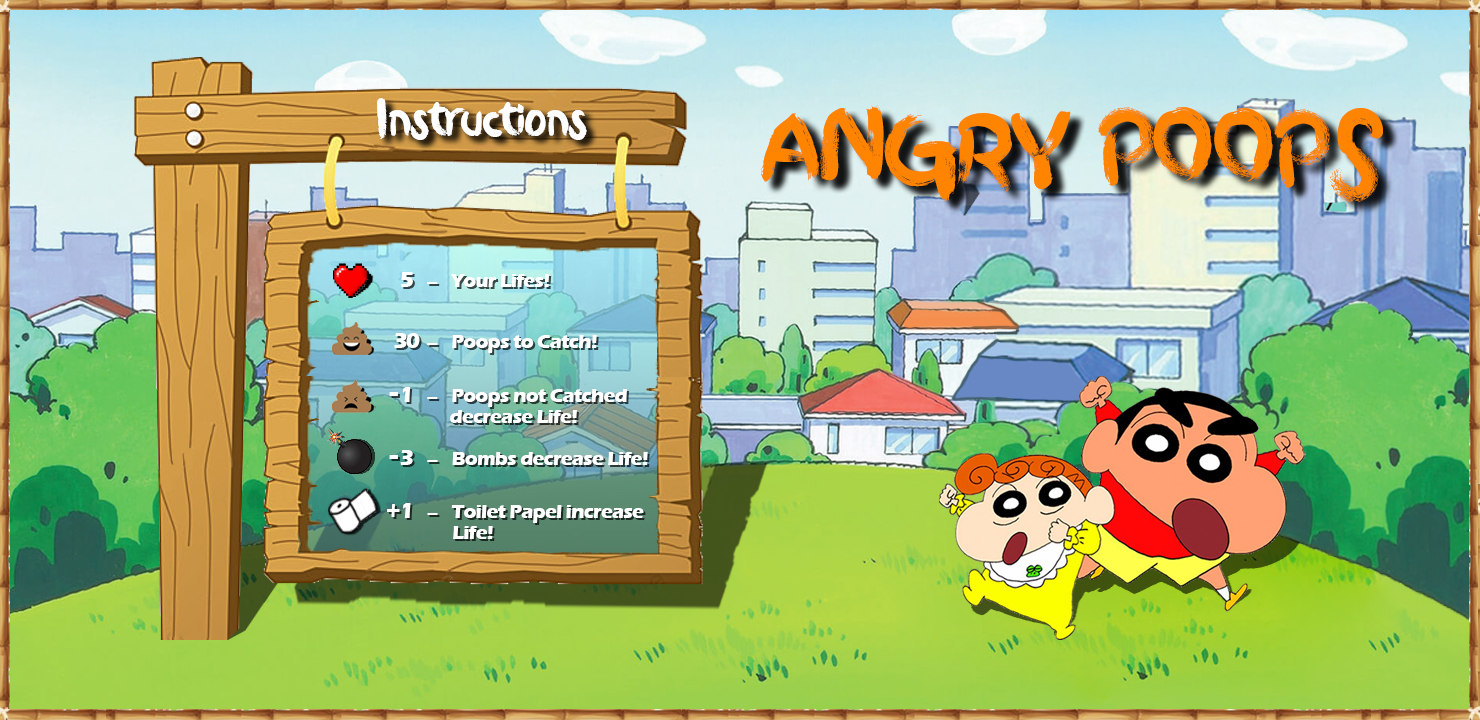 Instructions
ANGRY POOPS
5 - Your Lifes!
30 - Poops to Catch!
-1 - Poops not Catched
decrease Life!
-3 - Bombs decrease Life!
+1 - Toilet Papel increase
Life!